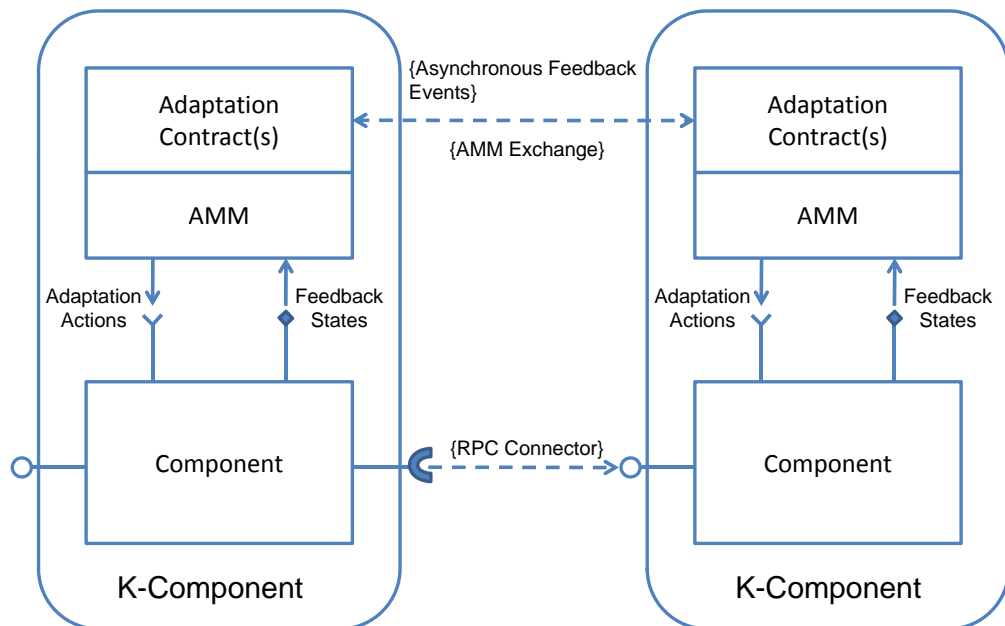 {Asynchronous Feedback
Events}
{AMM Exchange}
Adaptation
Contract(s)
AMM
Adaptation
Actions
Feedback
States
Component
K-Component
{RPC Connector}
Adaptation
Contract(s)
AMM
Adaptation
Actions
Feedback
States
Component
K-Component